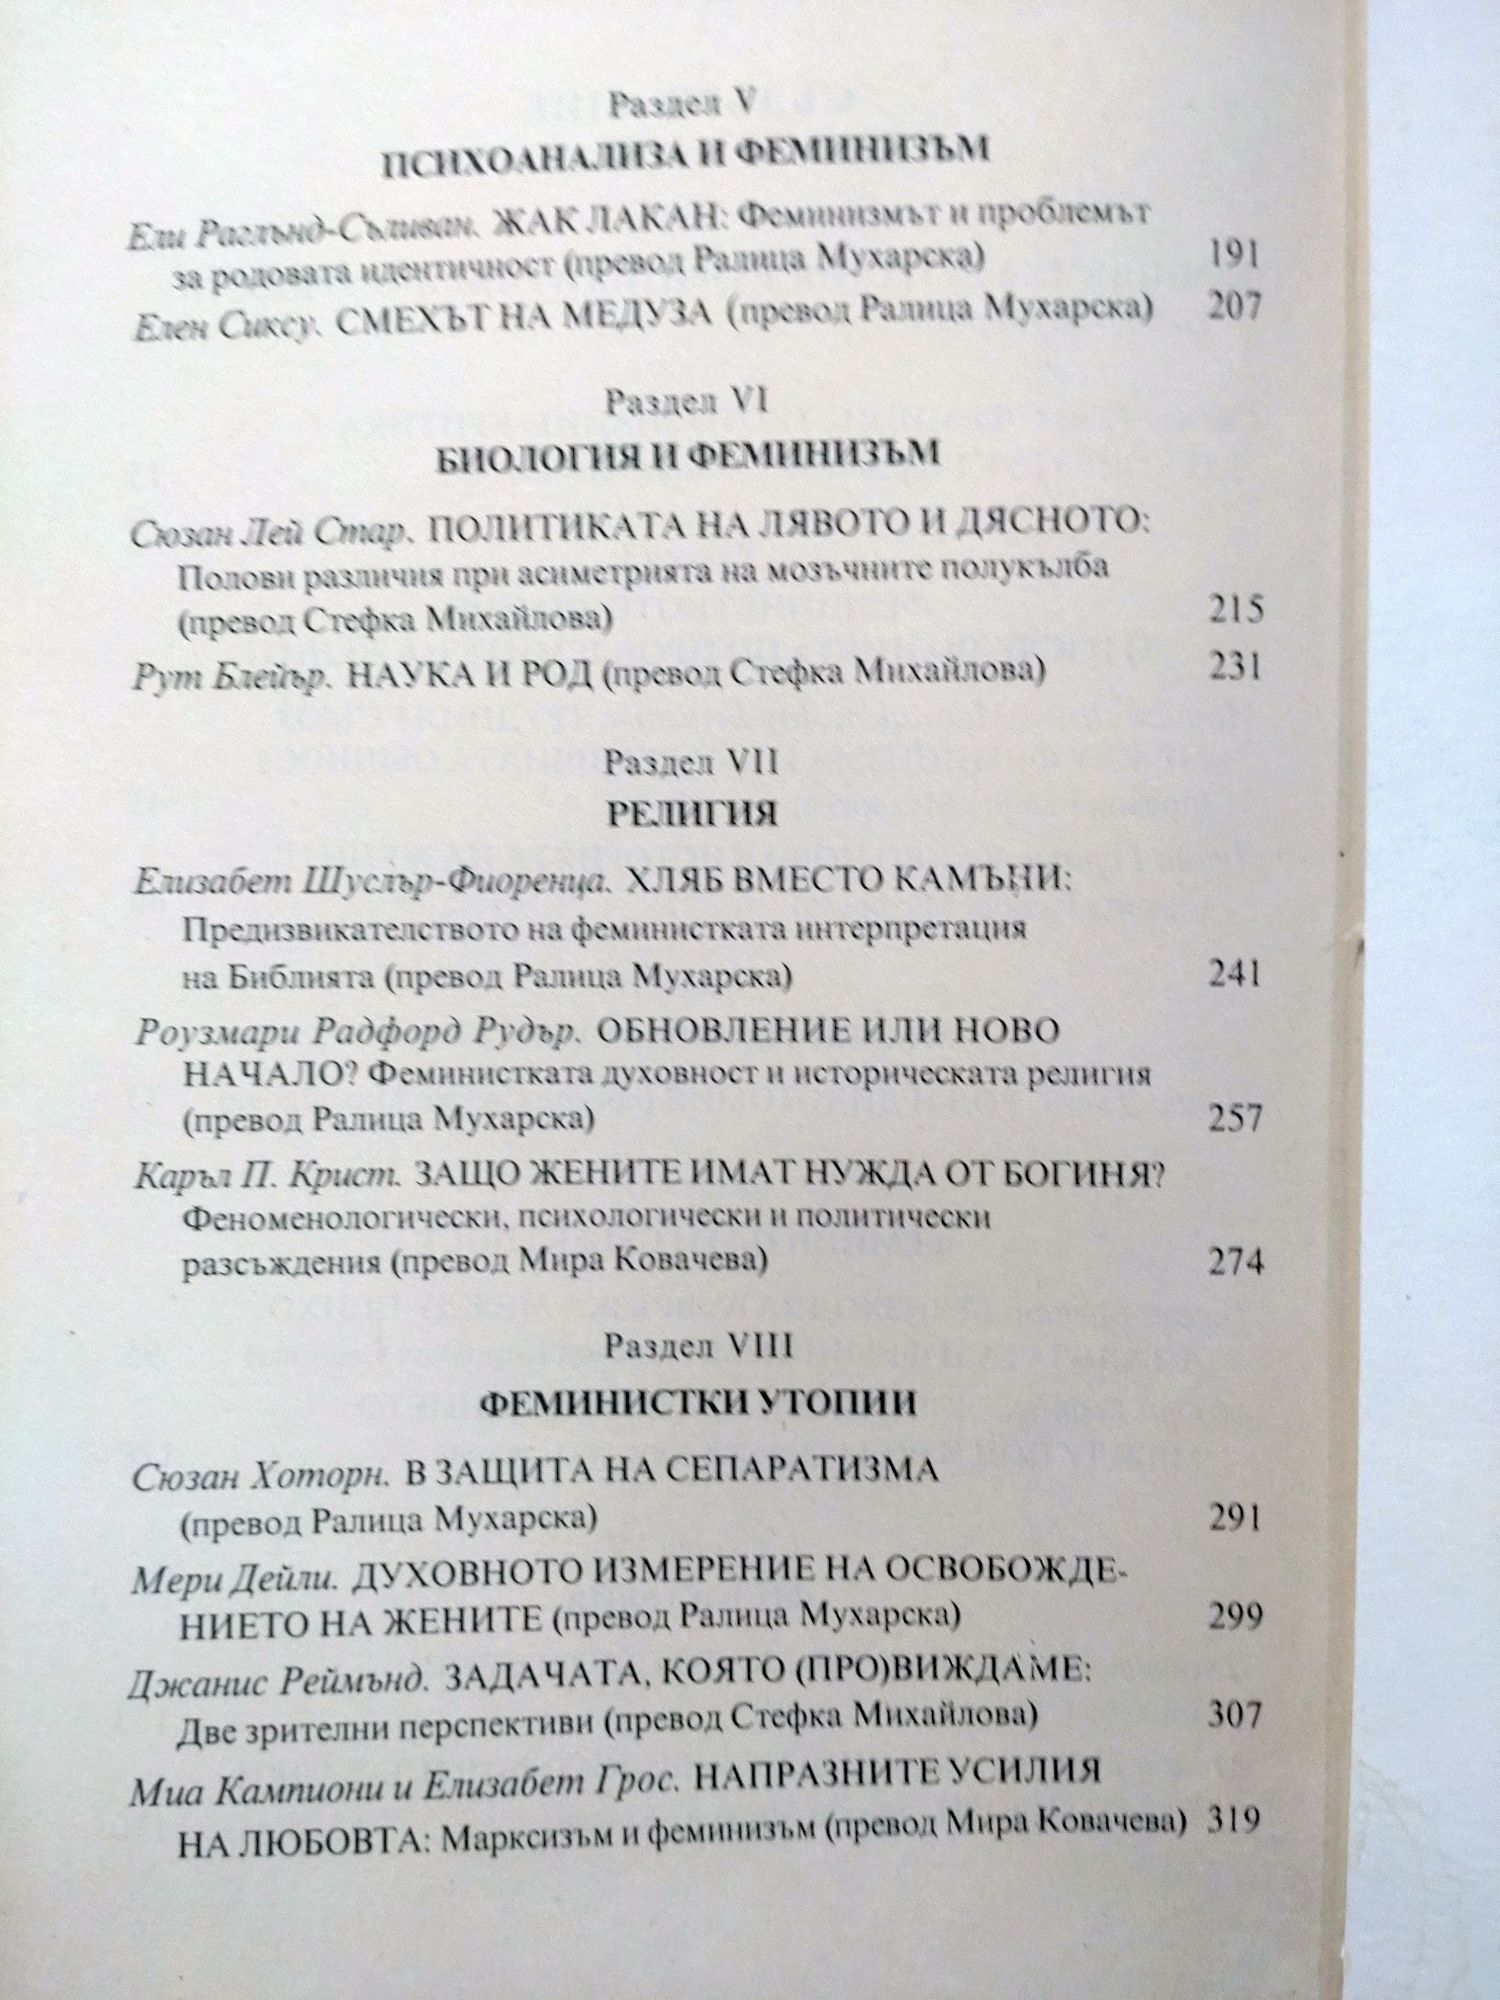 Раздел V
ПСИХОАНАЛИЗА И ФЕМИНИЗЪМ
Ели Раглънд-Съливан. ЖАК ЛАКАН: Феминизмът и проблемът
за родовата идентичност (превод Ралица Мухарска) 191
Елен Сиксу. СМЕХЪТ НА МЕДУЗА (превод Ралица Мухарска) 207
Раздел VI
БИОЛОГИЯ И ФЕМИНИЗЪМ
Сюзан Лей Стар. ПОЛИТИКАТА НА ЛЯВОТО И ДЯСНОТО:
Полови различия при асиметрията на мозъчните полукълба
(превод Стефка Михайлова) 215
Рут Блейър. НАУКА И РОД (превод Стефка Михайлова) 231
Раздел VII
РЕЛИГИЯ
Елизабет Шуслър-Фиоренца. ХЛЯБ ВМЕСТО КАМЪНИ:
Предизвикателството на феминистката интерпретация
на Библията (превод Ралица Мухарска) 241
Роузмари Радфорд Рудър. ОБНОВЛЕНИЕ ИЛИ НОВО
НАЧАЛО? Феминистката духовност и историческата религия
(превод Ралица Мухарска) 257
Каръл П. Крист. ЗАЩО ЖЕНИТЕ ИМАТ НУЖДА ОТ БОГИНЯ?
Феноменологически, психологически и политически
разсъждения (превод Мира Ковачева) 274
Раздел VIII
ФЕМИНИСТКИ УТОПИИ
Сюзан Хоторн. В ЗАЩИТА НА СЕПАРАТИЗМА
(превод Ралица Мухарска) 291
Мери Дейли. ДУХОВНОТО ИЗМЕРЕНИЕ НА ОСВОБОЖДЕ-
НИЕТО НА ЖЕНИТЕ (превод Ралица Мухарска) 299
Джанис Реймънд. ЗАДАЧАТА, КОЯТО (ПРО)ВИЖДАМЕ:
Две зрителни перспективи (превод Стефка Михайлова) 307
Миа Кампиони и Елизабет Грос. НАПРАЗНИТЕ УСИЛИЯ
НА ЛЮБОВТА: Марксизъм и феминизъм (превод Мира Ковачева) 319